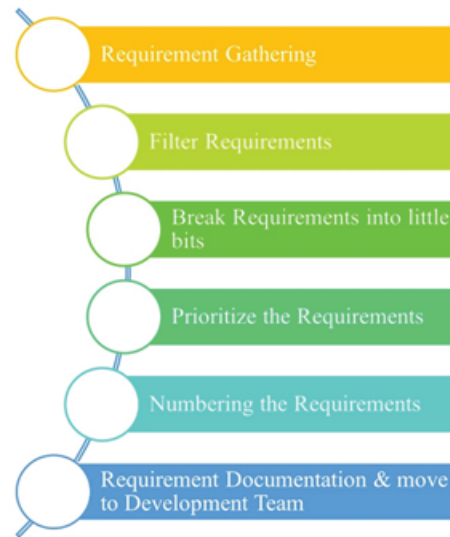 Requirement Gathering
Filter Requirements
Break Requirements into little
bits
Prioritize the Requirements
Numbering the Requirements
Requirement Documentation & move
to Development Team